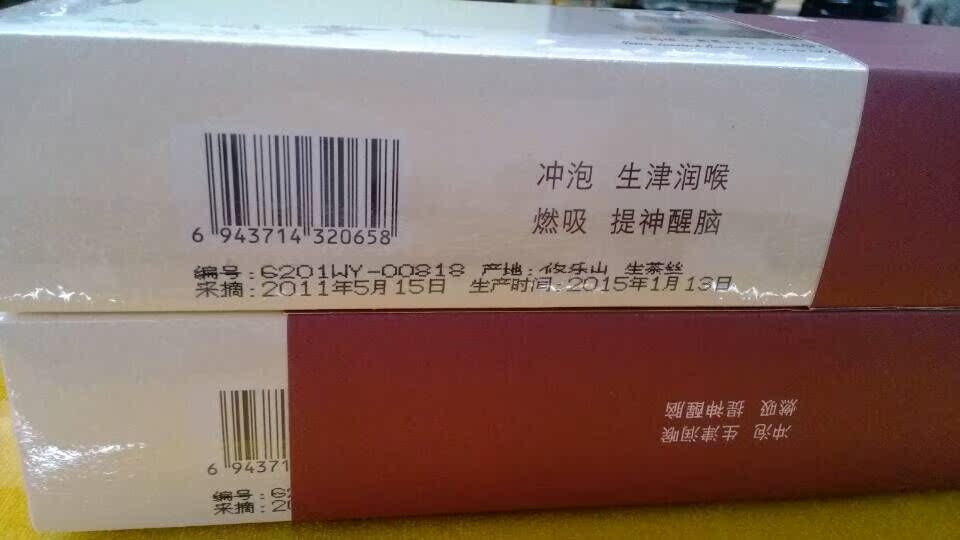 冲泡 生津润喉
燃吸 提神醒脑
6 943714 320658
编号:6201WY-00818 产地:攸乐山 生茶丝
采摘:2011年5月15日 生产时间:2015年1月13日
燃吸 提神醒脑
冲泡 生津润喉
6 94371
编号:62
采摘:20